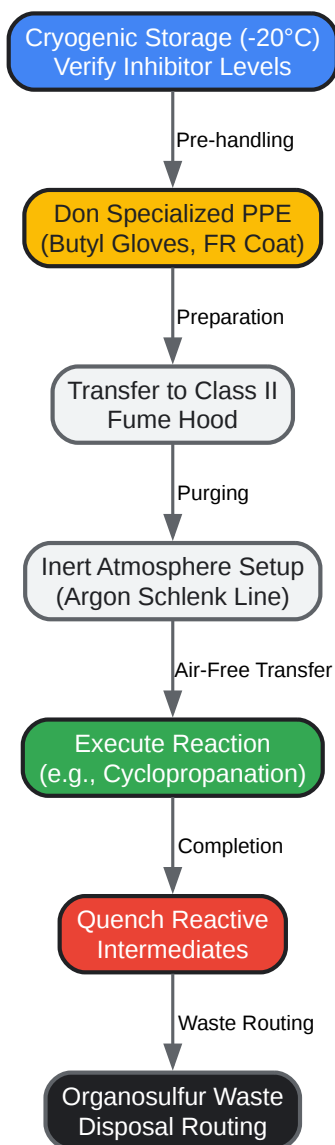 Cryogenic Storage (-20°C)
Verify Inhibitor Levels
Pre-handling
Don Specialized PPE
(Butyl Gloves, FR Coat)
Preparation
Transfer to Class II
Fume Hood
Purging
Inert Atmosphere Setup
(Argon Schlenk Line)
Air-Free Transfer
Execute Reaction
(e.g., Cyclopropanation)
Completion
Quench Reactive
Intermediates
Waste Routing
Organosulfur Waste
Disposal Routing